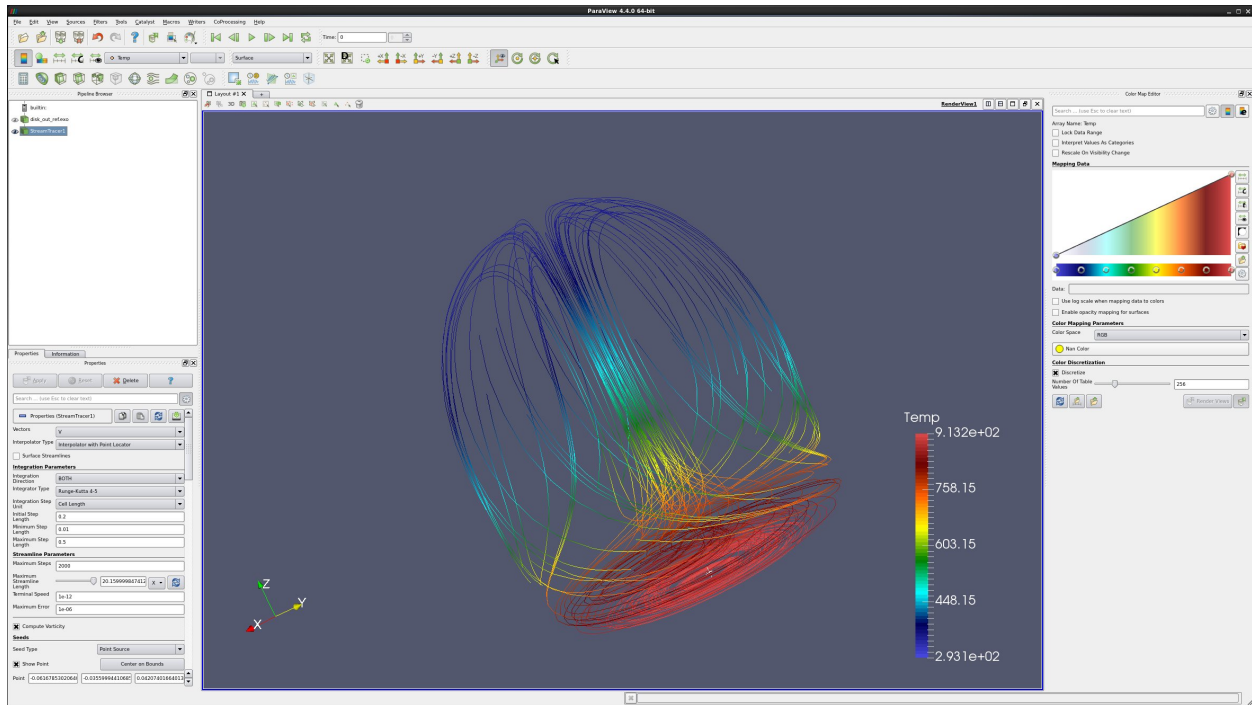 ParaView 4.4.0 64-bit
File Edit View Sources Filters Tools Catalyst Macros Writers CoProcessing Help
Time: 0
Temp
Surface
Pipeline Browser
Layout #1
builtin:
disk_out_ref.exo
StreamTracer1
3D
RenderView1
Properties Information
Properties
Apply Reset Delete ?
Search ... (use Esc to clear text)
Properties (StreamTracer1)
Vectors V
Interpolator Type Interpolator with Point Locator
Surface Streamlines
Integration Parameters
Integration Direction BOTH
Integrator Type Runge-Kutta 4-5
Integration Step Unit Cell Length
Initial Step Length 0.2
Minimum Step Length 0.01
Maximum Step Length 0.5
Streamline Parameters
Maximum Steps 2000
Maximum Streamline Length 20.159999847412
Terminal Speed 1e-12
Maximum Error 1e-06
Compute Vorticity
Seeds
Seed Type Point Source
Show Point Center on Bounds
Point
Z
Y
X
Temp
9.132e+02
758.15
603.15
448.15
2.931e+02
Color Map Editor
Search ... (use Esc to clear text)
Array Name: Temp
Lock Data Range
Interpret Values As Categories
Rescale On Visibility Change
Mapping Data
Data:
Use log scale when mapping data to colors
Enable opacity mapping for surfaces
Color Mapping Parameters
Color Space RGB
Nan Color
Color Discretization
Discretize
Number Of Table Values 256
Render Views